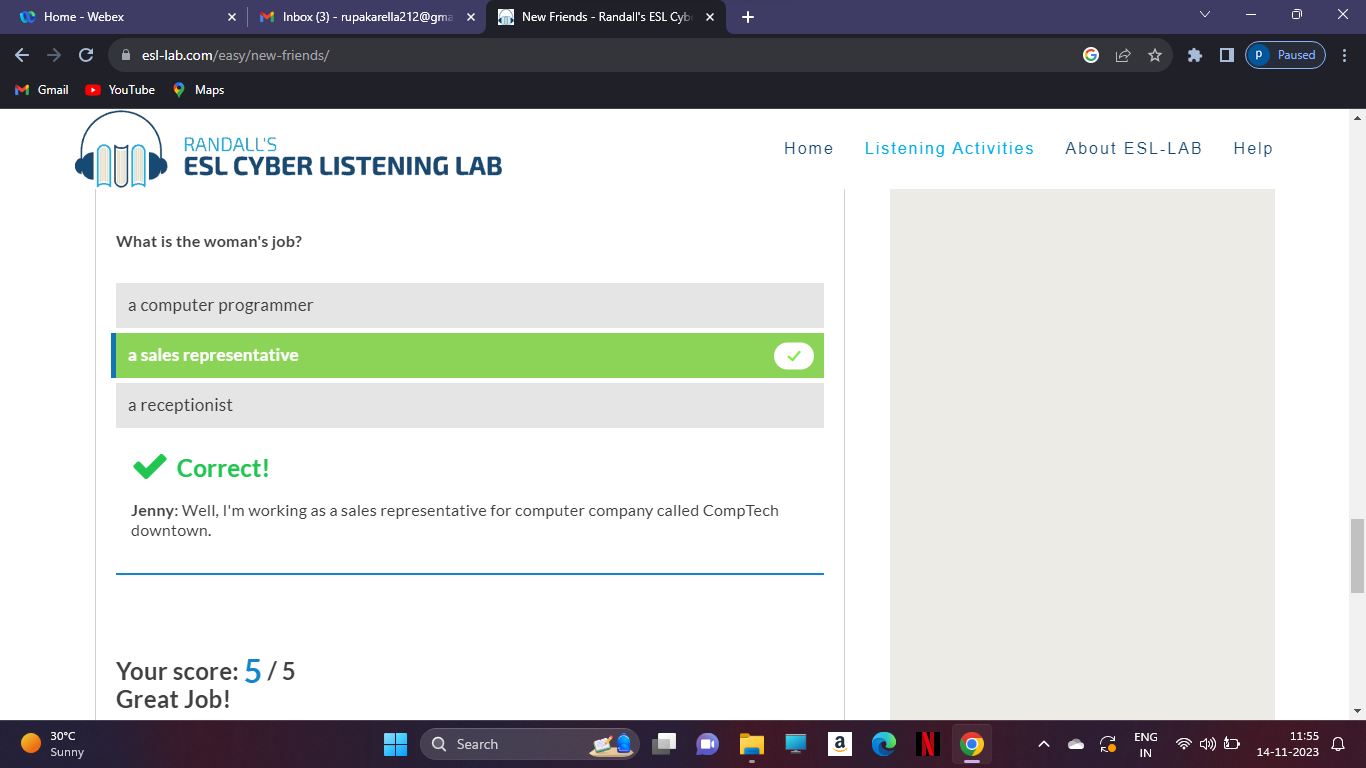 Home - Webex
Inbox (3) - rupakarella212@gma
New Friends - Randall's ESL Cyb
esl-lab.com/easy/new-friends/
p Paused
Gmail YouTube Maps
RANDALL'S
ESL CYBER LISTENING LAB
Home Listening Activities About ESL-LAB Help
What is the woman's job?
a computer programmer
a sales representative
a receptionist
Correct!
Jenny: Well, I'm working as a sales representative for computer company called CompTech
downtown.
Your score: 5 / 5
Great Job!
30°C
Sunny
Search
ENG
IN
11:55
14-11-2023